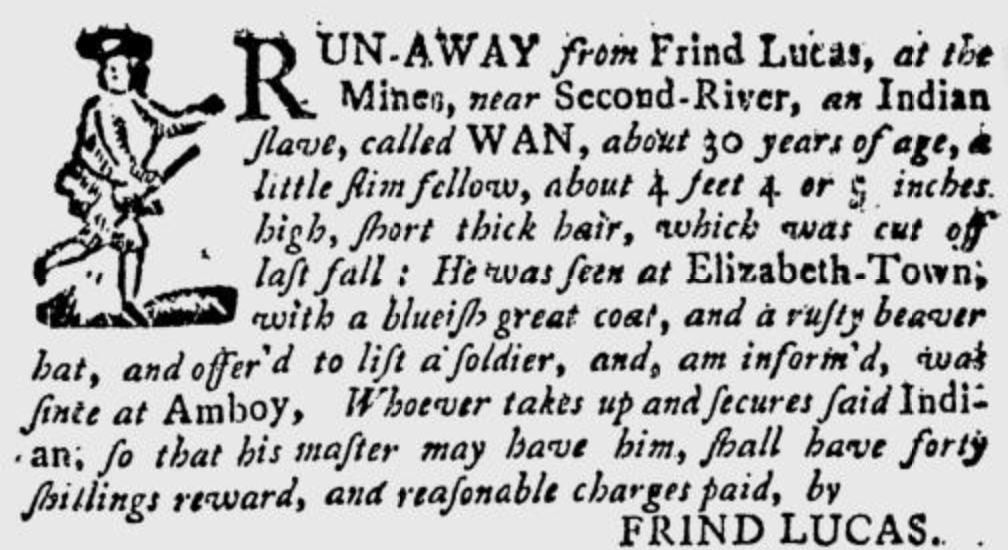 RUN-AWAY from Frind Lucas, at the
Mines, near Second-River, an Indian
ſlave, called WAN, about 30 years of age, a
little ſlim fellow, about 4 feet 4 or 5 inches
high, ſhort thick hair, which was cut off
laſt fall: He was ſeen at Elizabeth-Town;
with a blueiſh great coat, and a ruſty beaver
hat, and offer'd to liſt a ſoldier, and, am inform'd, was
ſince at Amboy, Whoever takes up and ſecures ſaid Indi-
an; ſo that his maſter may have him, ſhall have forty
ſhillings reward, and reaſonable charges paid, by
FRIND LUCAS.